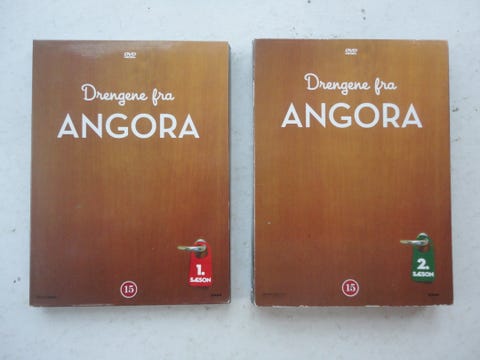 DVD
Drengene fra
ANGORA
1.
SÆSON
15
DVD
Drengene fra
ANGORA
2.
SÆSON
15